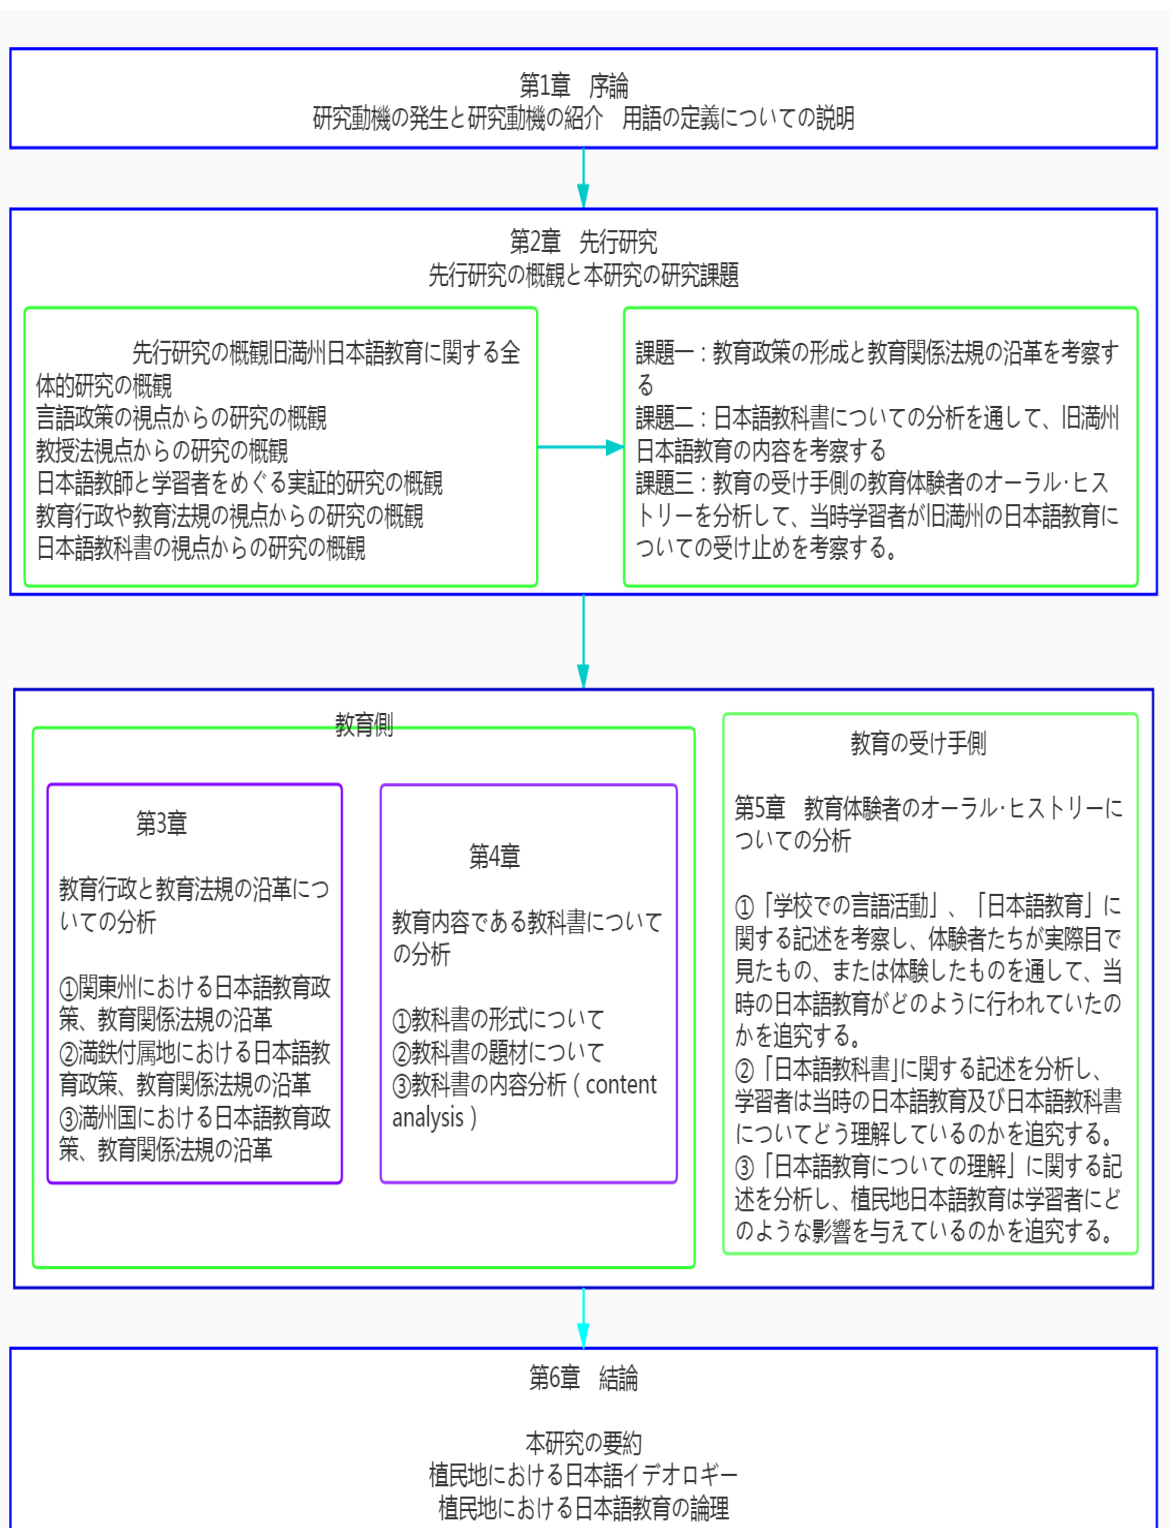 第1章　序論
研究動機の発生と研究動機の紹介　用語の定義についての説明
第2章　先行研究
先行研究の概観と本研究の研究課題
先行研究の概観旧満州日本語教育に関する全
体的研究の概観
言語政策の視点からの研究の概観
教授法視点からの研究の概観
日本語教師と学習者をめぐる実証的研究の概観
教育行政や教育法規の視点からの研究の概観
日本語教科書の視点からの研究の概観
課題一：教育政策の形成と教育関係法規の沿革を考察す
る
課題二：日本語教科書についての分析を通して、旧満州
日本語教育の内容を考察する
課題三：教育の受け手側の教育体験者のオーラル･ヒス
トリーを分析して、当時学習者が旧満州の日本語教育に
ついての受け止めを考察する。
教育側
第3章
教育行政と教育法規の沿革につ
いての分析
①関東州における日本語教育政
策、教育関係法規の沿革
②満鉄付属地における日本語教
育政策、教育関係法規の沿革
③満州国における日本語教育政
策、教育関係法規の沿革
第4章
教育内容である教科書について
の分析
①教科書の形式について
②教科書の題材について
③教科書の内容分析（content
analysis）
教育の受け手側
第5章　教育体験者のオーラル･ヒストリーに
ついての分析
①「学校での言語活動」、「日本語教育」に
関する記述を考察し、体験者たちが実際目で
見たもの、または体験したものを通して、当
時の日本語教育がどのように行われていたの
かを追究する。
②「日本語教科書」に関する記述を分析し、
学習者は当時の日本語教育及び日本語教科書
についてどう理解しているのかを追究する。
③「日本語教育についての理解」に関する記
述を分析し、植民地日本語教育は学習者にど
のような影響を与えているのかを追究する。
第6章　結論
本研究の要約
植民地における日本語イデオロギー
植民地における日本語教育の論理